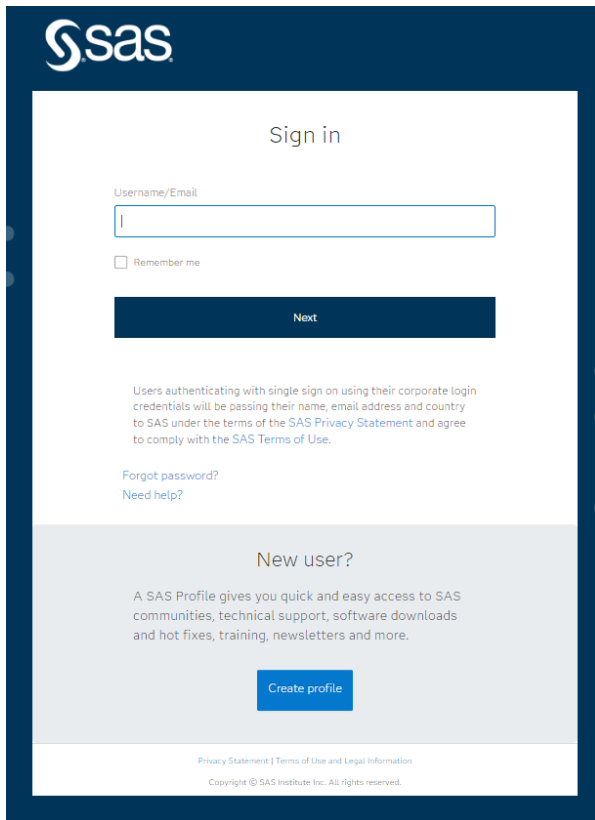 sas
Sign in
Username/Email
Remember me
Next
Users authenticating with single sign on using their corporate login
credentials will be passing their name, email address and country
to SAS under the terms of the SAS Privacy Statement and agree
to comply with the SAS Terms of Use.
Forgot password?
Need help?
New user?
A SAS Profile gives you quick and easy access to SAS
communities, technical support, software downloads
and hot fixes, training, newsletters and more.
Create profile
Privacy Statement | Terms of Use and Legal Information
Copyright © SAS Institute Inc. All rights reserved.